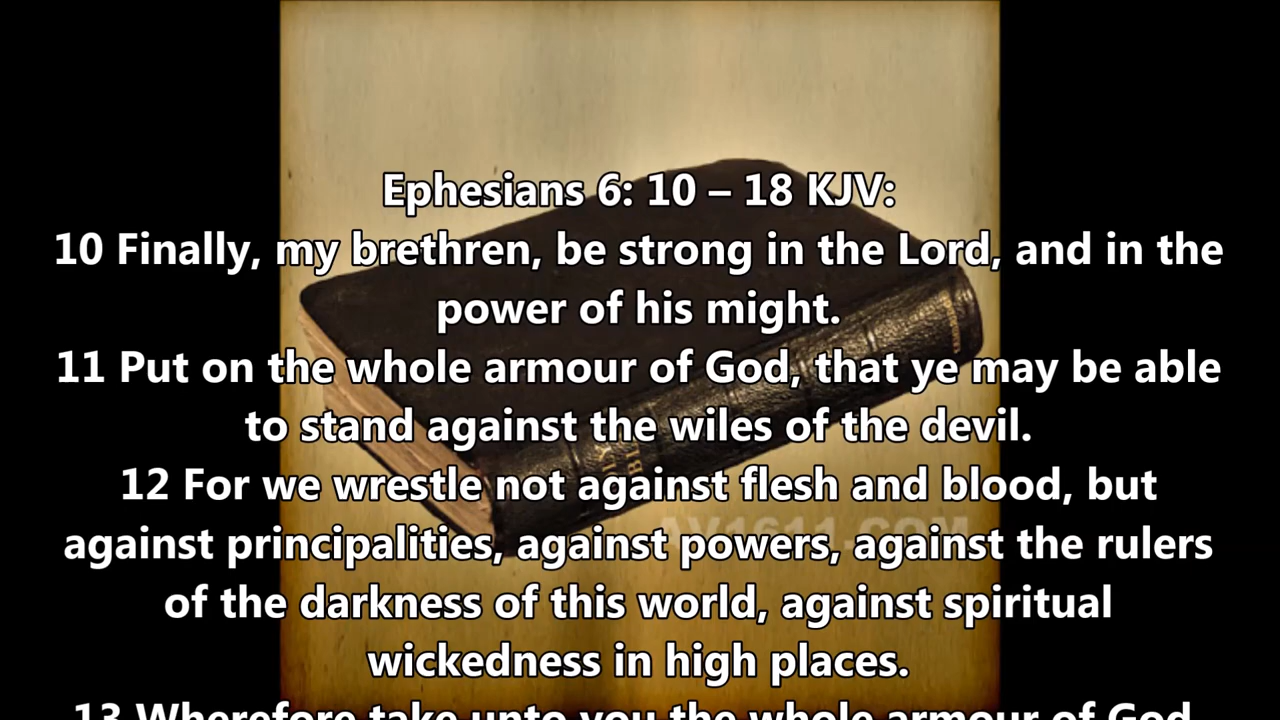 Ephesians 6: 10 – 18 KJV:
10 Finally, my brethren, be strong in the Lord, and in the
power of his might.
11 Put on the whole armour of God, that ye may be able
to stand against the wiles of the devil.
12 For we wrestle not against flesh and blood, but
against principalities, against powers, against the rulers
of the darkness of this world, against spiritual
wickedness in high places.
13 Wherefore take unto you the whole armour of God
AV1611.COM